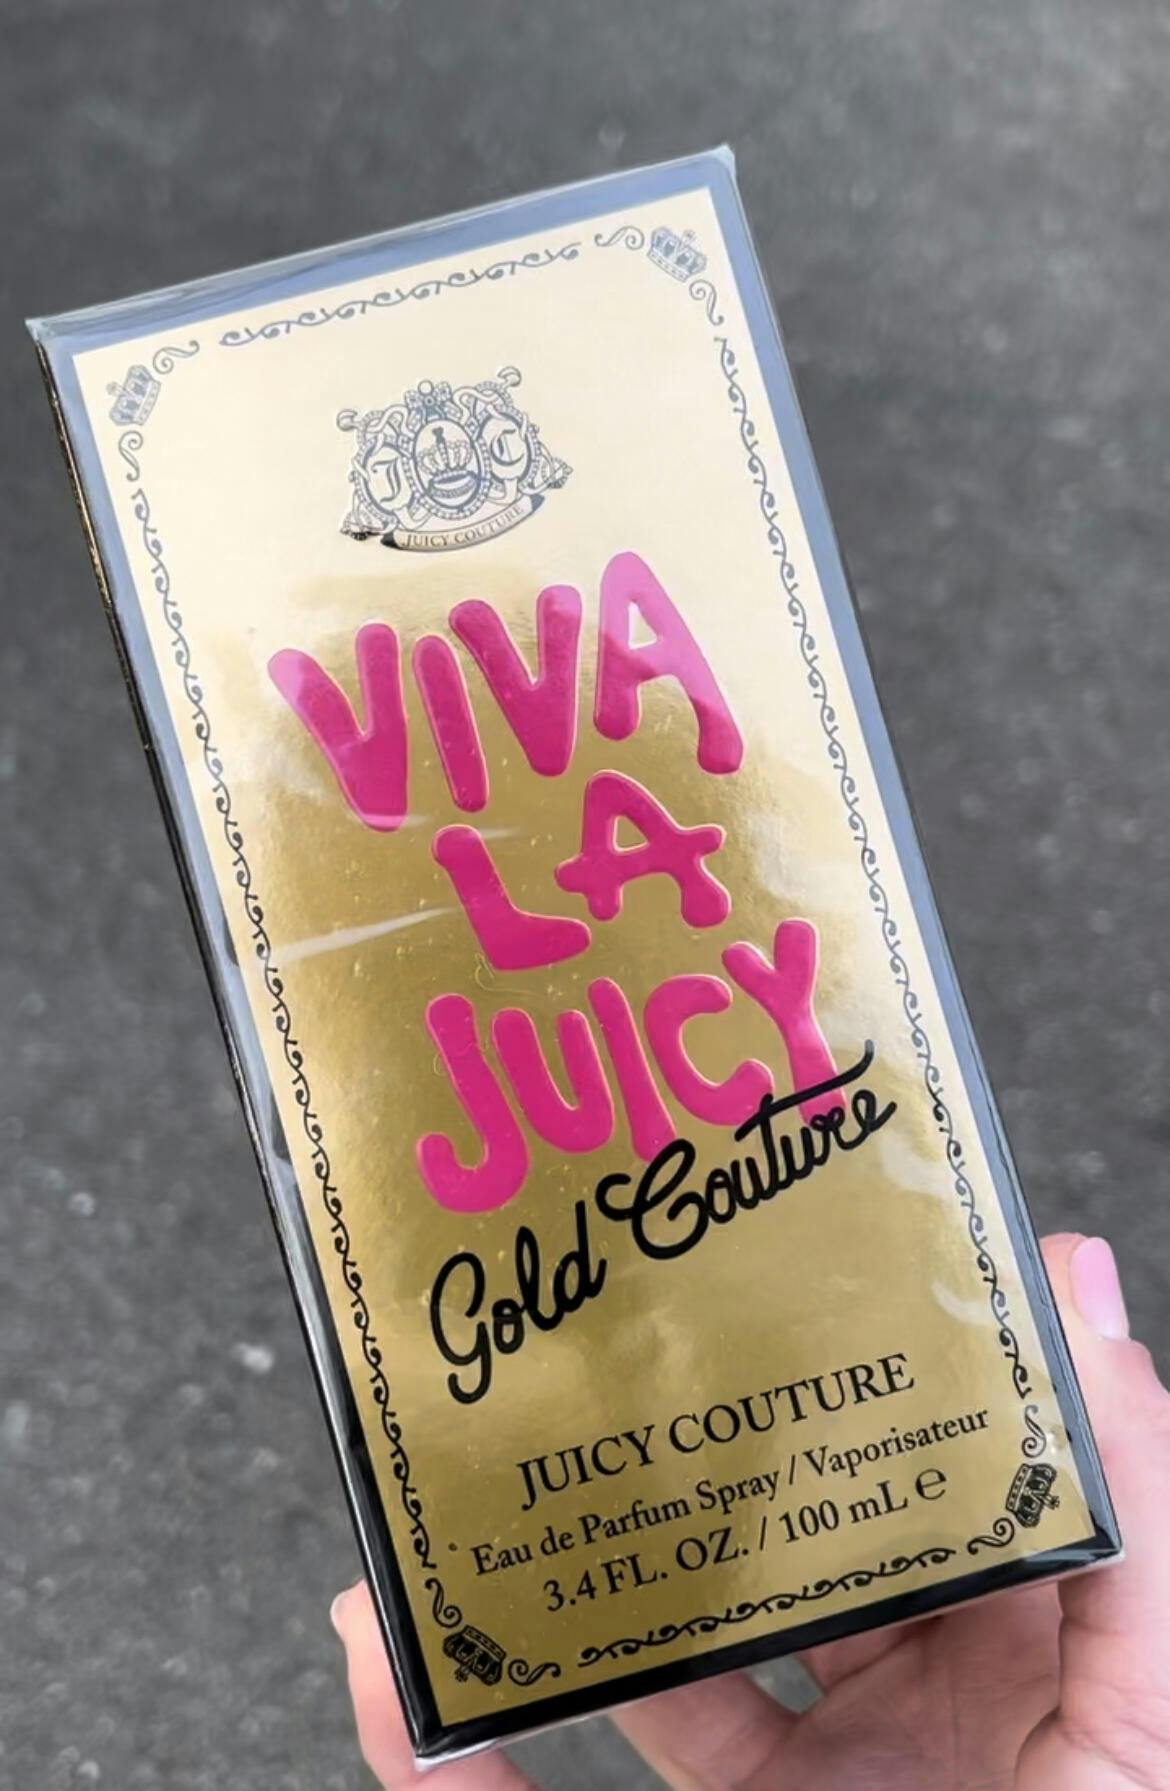 J C
JUICY COUTURE
VIVA
LA
JUICY
Gold Couture
JUICY COUTURE
Eau de Parfum Spray / Vaporisateur
3.4 FL. OZ. / 100 mL ℮